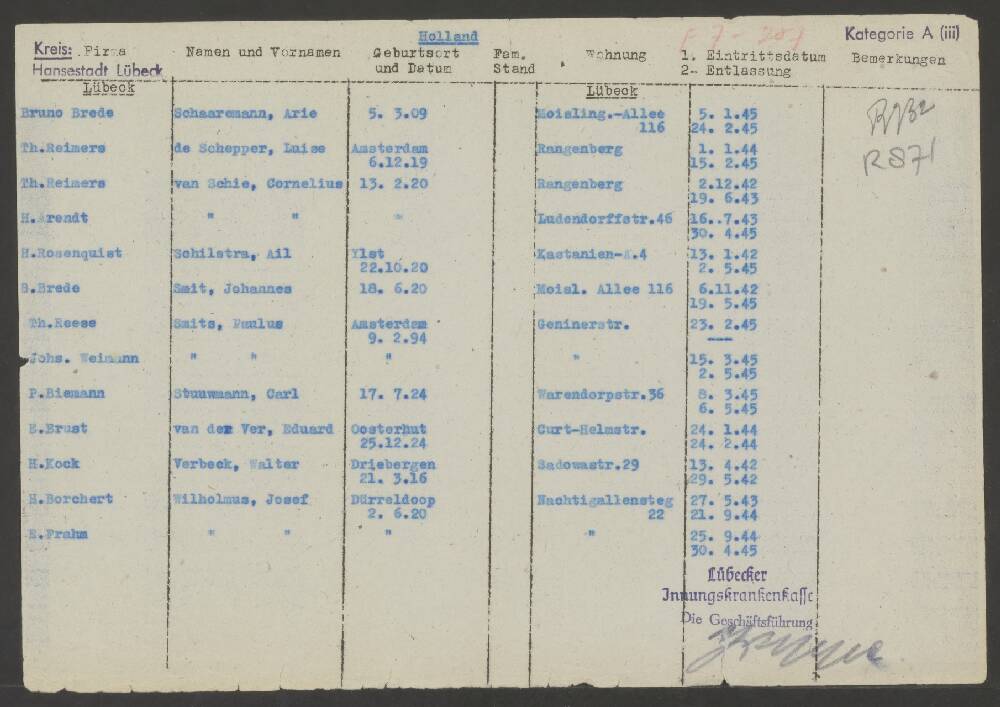 Holland
F 7-207
Kategorie A (iii)
Kreis: Firma Namen und Vornamen Geburtsort Fam. Wohnung 1. Eintrittsdatum Bemerkungen
Hansestadt Lübeck und Datum Stand 2- Entlassung
Lübeck Lübeck
Bruno Brede Schaaremann, Arie 5. 3.09 Moisling.-Allee 5. 1.45
116 24. 2.45
Th.Reimers de Schepper, Luise Amsterdam Rangenberg 1. 1.44
6.12.19 15. 2.45
R 871
Th.Reimers van Schie, Cornelius 13. 2.20 Rangenberg 2.12.42
19. 6.43
H.Arendt " " " Ludendorffstr.46 16..7.43
30. 4.45
H.Rosenquist Schilstra, Ail Ylst Kastanien-A.4 13. 1.42
22.10.20 2. 5.45
B.Brede Smit, Johannes 18. 6.20 Moisl. Allee 116 6.11.42
19. 5.45
Th.Reese Smits, Paulus Amsterdam Geninerstr. 23. 2.45
9. 2.94 ---
Johs. Weimann " " " " 15. 3.45
2. 5.45
P.Biemann Stuuwmann, Carl 17. 7.24 Warendorpstr.36 8. 3.45
6. 5.45
E.Brust van der Ver, Eduard Oosterhut Curt-Helmstr. 24. 1.44
25.12.24 24. 2.44
H.Kock Verbeck, Walter Driebergen Sadowastr.29 13. 4.42
21. 3.16 29. 5.42
H.Borchert Wilholmus, Josef Dürreldoop Nachtigallensteg 27. 5.43
2. 6.20 22 21. 9.44
E.Frahm " " " " 25. 9.44
30. 4.45
Lübecker
Innungskrankenkasse
Die Geschäftsführung